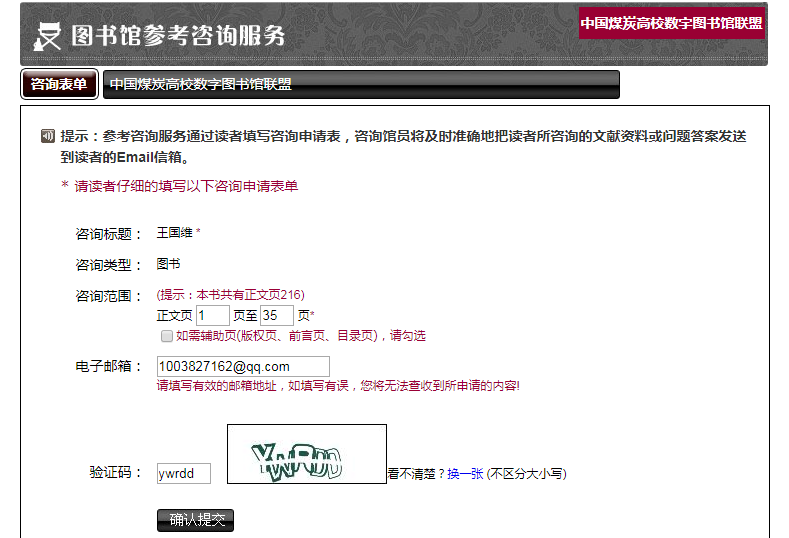 图书馆参考咨询服务
中国煤炭高校数字图书馆联盟
咨询表单
中国煤炭高校数字图书馆联盟
提示：参考咨询服务通过读者填写咨询申请表，咨询馆员将及时准确地把读者所咨询的文献资料或问题答案发送
到读者的Email信箱。
* 请读者仔细的填写以下咨询申请表单
咨询标题： 王国维 *
咨询类型： 图书
咨询范围： (提示：本书共有正文页216)
正文页 1 页至 35 页*
如需辅助页(版权页、前言页、目录页)，请勾选
电子邮箱： 1003827162@qq.com
请填写有效的邮箱地址，如填写有误，您将无法查收到所申请的内容!
验证码： ywrdd YWRDD 看不清楚？换一张 (不区分大小写)
确认提交